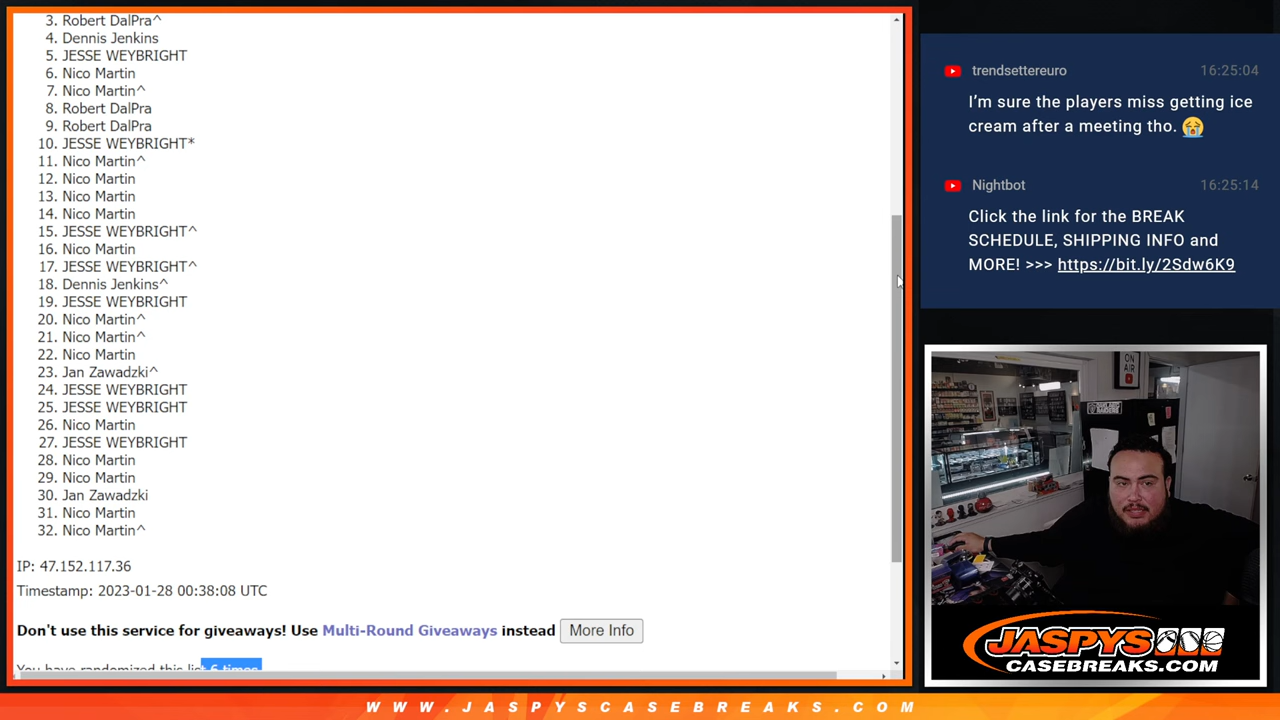 3. Robert DalPra^
4. Dennis Jenkins
5. JESSE WEYBRIGHT
6. Nico Martin
7. Nico Martin^
8. Robert DalPra
9. Robert DalPra
10. JESSE WEYBRIGHT*
11. Nico Martin^
12. Nico Martin
13. Nico Martin
14. Nico Martin
15. JESSE WEYBRIGHT^
16. Nico Martin
17. JESSE WEYBRIGHT^
18. Dennis Jenkins^
19. JESSE WEYBRIGHT
20. Nico Martin^
21. Nico Martin^
22. Nico Martin
23. Jan Zawadzki^
24. JESSE WEYBRIGHT
25. JESSE WEYBRIGHT
26. Nico Martin
27. JESSE WEYBRIGHT
28. Nico Martin
29. Nico Martin
30. Jan Zawadzki
31. Nico Martin
32. Nico Martin^
IP: 47.152.117.36
Timestamp: 2023-01-28 00:38:08 UTC
Don't use this service for giveaways! Use Multi-Round Giveaways instead More Info
You have randomized this list 6 times
trendsettereuro 16:25:04
I'm sure the players miss getting ice
cream after a meeting tho. 😭
Nightbot 16:25:14
Click the link for the BREAK
SCHEDULE, SHIPPING INFO and
MORE! >>> https://bit.ly/2Sdw6K9
ON
AIR
JASPYS
CASEBREAKS.COM
WWW.JASPYSCASEBREAKS.COM